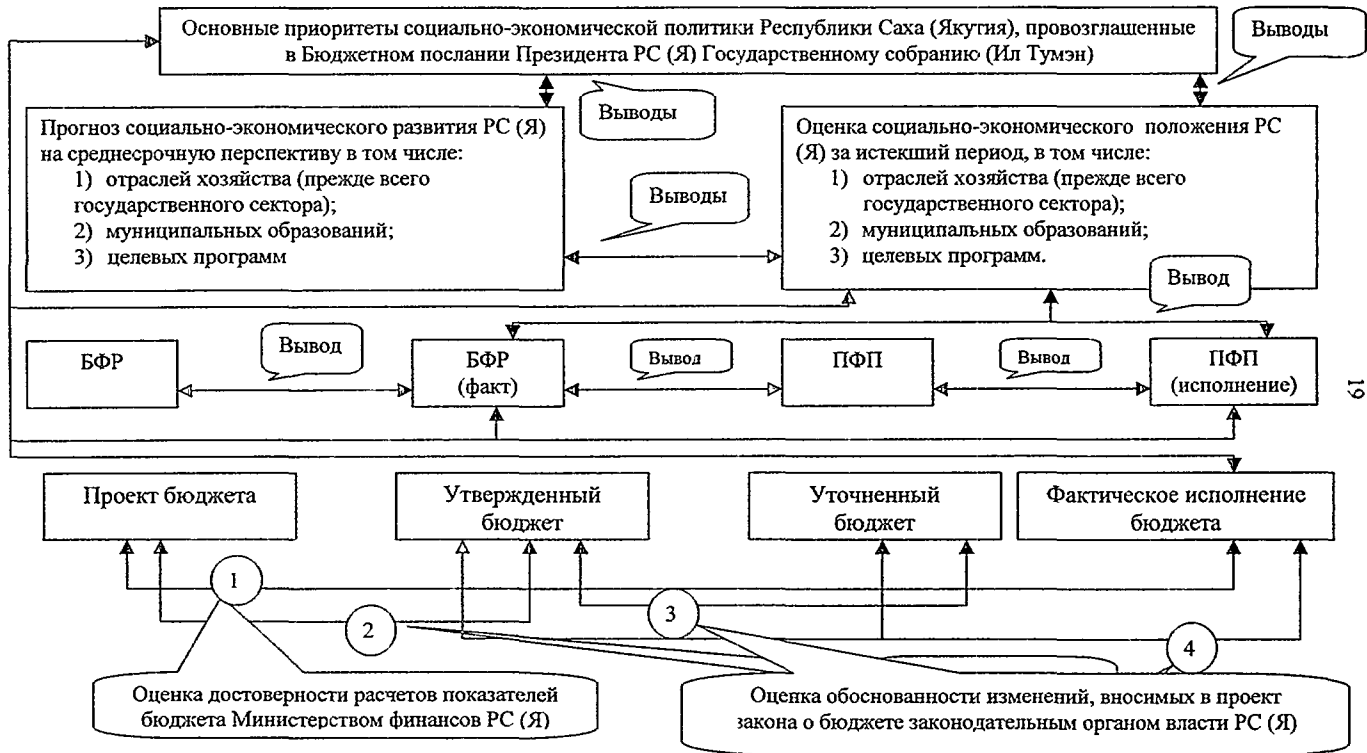 Основные приоритеты социально-экономической политики Республики Саха (Якутия), провозглашенные
в Бюджетном послании Президента РС (Я) Государственному собранию (Ил Тумэн)
Выводы
Выводы
Прогноз социально-экономического развития РС (Я)
на среднесрочную перспективу в том числе:
1) отраслей хозяйства (прежде всего
государственного сектора);
2) муниципальных образований;
3) целевых программ
Выводы
Оценка социально-экономического положения РС
(Я) за истекший период, в том числе:
1) отраслей хозяйства (прежде всего
государственного сектора);
2) муниципальных образований;
3) целевых программ.
Вывод
БФР
Вывод
БФР
(факт)
Вывод
ПФП
Вывод
ПФП
(исполнение)
19
Проект бюджета
Утвержденный
бюджет
Уточненный
бюджет
Фактическое исполнение
бюджета
1
2
3
4
Оценка достоверности расчетов показателей
бюджета Министерством финансов РС (Я)
Оценка обоснованности изменений, вносимых в проект
закона о бюджете законодательным органом власти РС (Я)